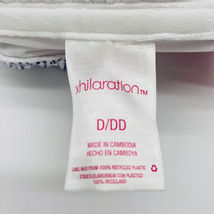 xhilaration™
D/DD
MADE IN CAMBODIA
HECHO EN CAMBOYA
LABEL MADE FROM 100% RECYCLED PLASTIC
ETIQUETA ELABORADA CON PLÁSTICO
100% RECICLADO